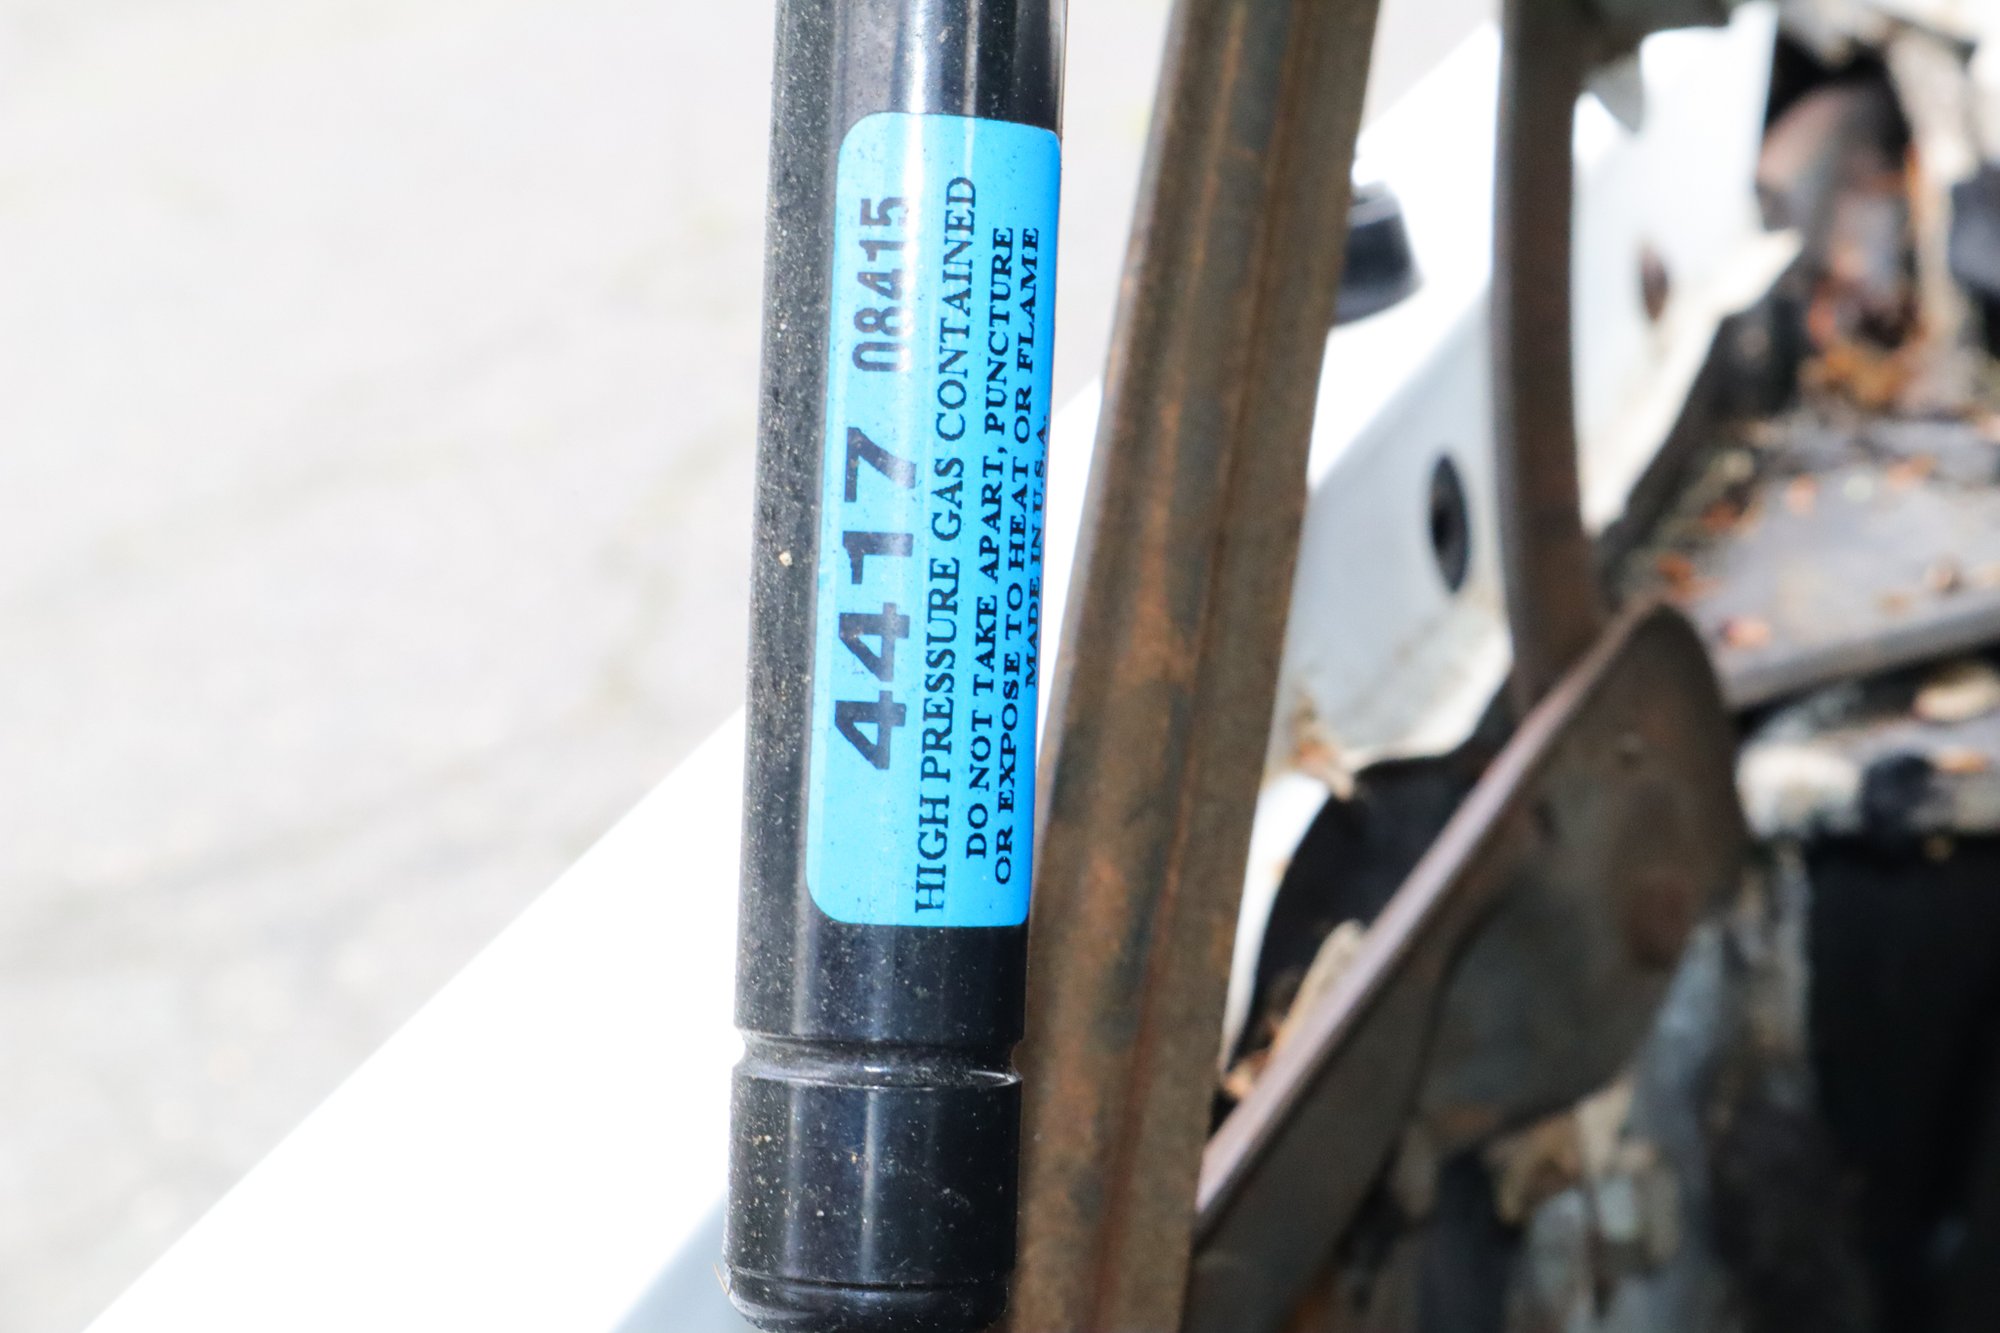 4417 08415
HIGH PRESSURE GAS CONTAINED
DO NOT TAKE APART, PUNCTURE
OR EXPOSE TO HEAT OR FLAME
MADE IN U.S.A.